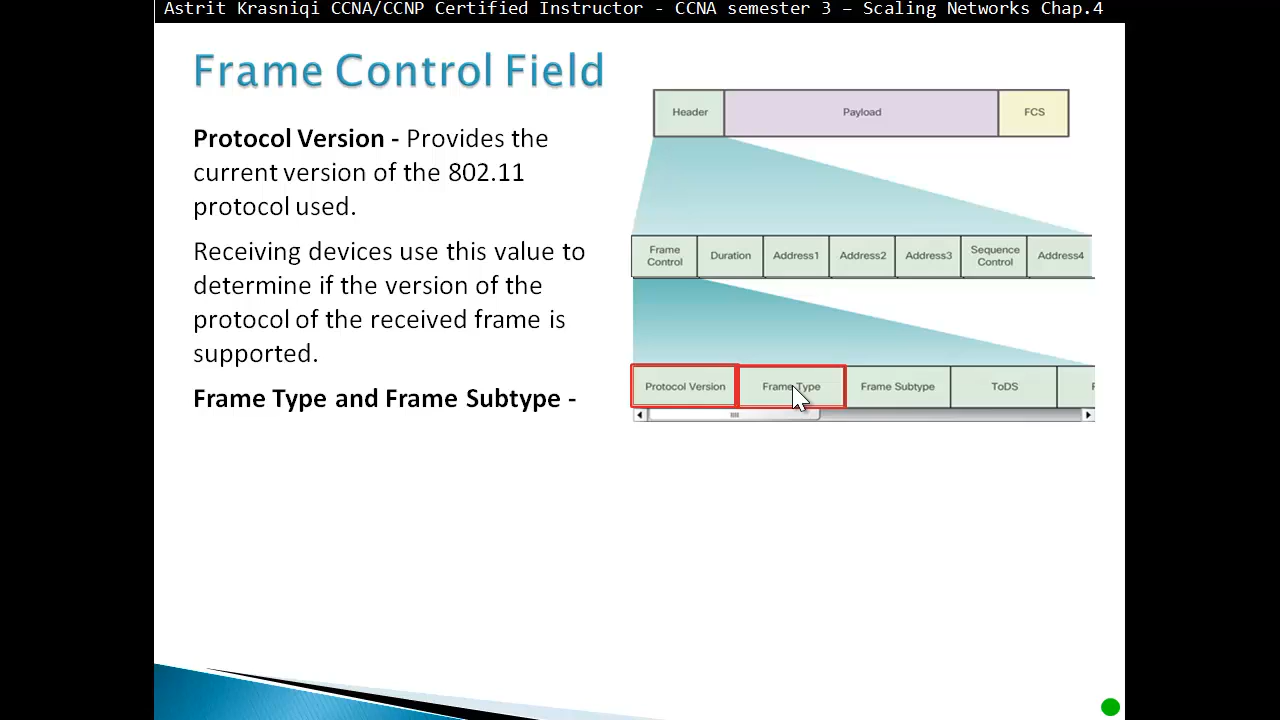 Astrit Krasniqi CCNA/CCNP Certified Instructor - CCNA semester 3 – Scaling Networks Chap.4
Frame Control Field
Protocol Version - Provides the
current version of the 802.11
protocol used.
Receiving devices use this value to
determine if the version of the
protocol of the received frame is
supported.
Frame Type and Frame Subtype -
Header Payload FCS
Frame Control Duration Address1 Address2 Address3 Sequence Control Address4
Protocol Version Frame Type Frame Subtype ToDS